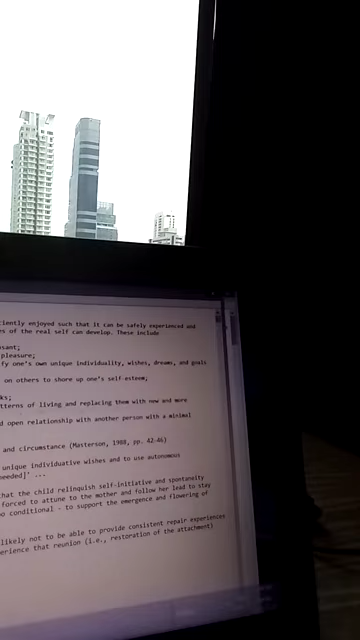 ciently enjoyed such that it can be safely experienced and
es of the real self can develop. These include
sant;
pleasure;
fy one's own unique individuality, wishes, dreams, and goals
on others to shore up one's self-esteem;
ks;
tterns of living and replacing them with new and more
d open relationship with another person with a minimal
and circumstance (Masterson, 1988, pp. 42-46)
unique individuative wishes and to use autonomous
needed]' ...
that the child relinquish self-initiative and spontaneity
forced to attune to the mother and follow her lead to stay
oo conditional - to support the emergence and flowering of
likely not to be able to provide consistent repair experiences
erience that reunion (i.e., restoration of the attachment)